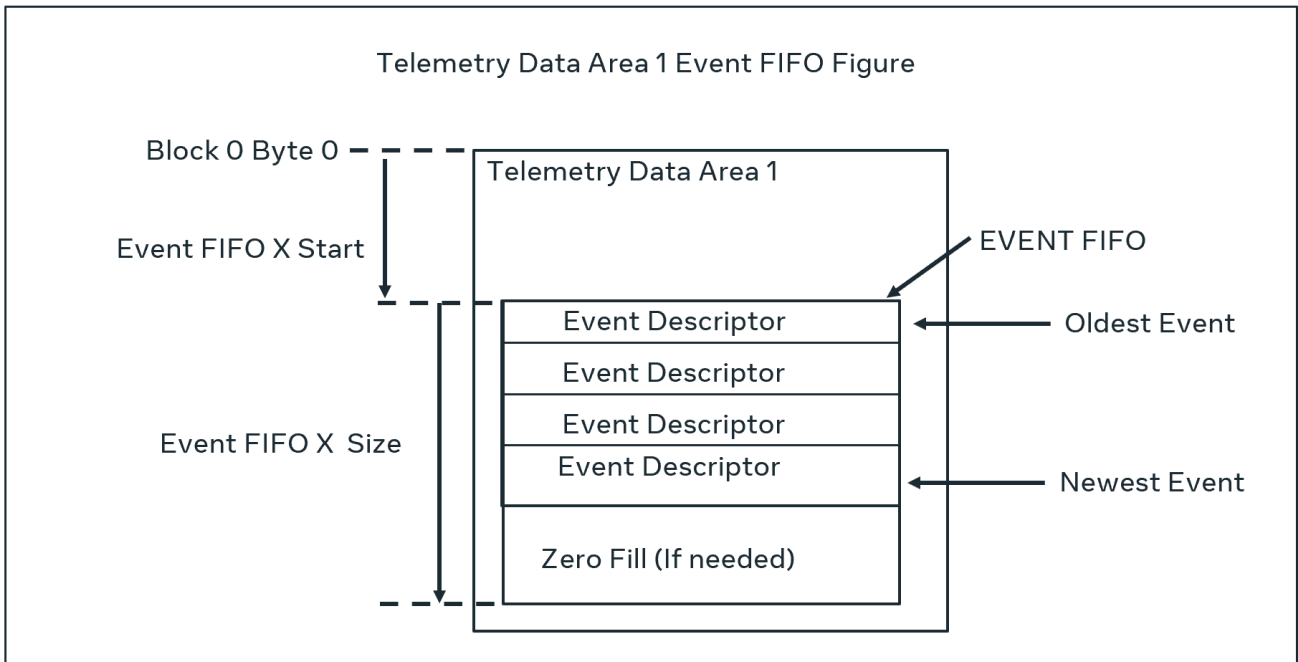 Telemetry Data Area 1 Event FIFO Figure
Block 0 Byte 0
Telemetry Data Area 1
Event FIFO X Start
EVENT FIFO
Event Descriptor
Oldest Event
Event Descriptor
Event Descriptor
Event FIFO X Size
Event Descriptor
Newest Event
Zero Fill (If needed)